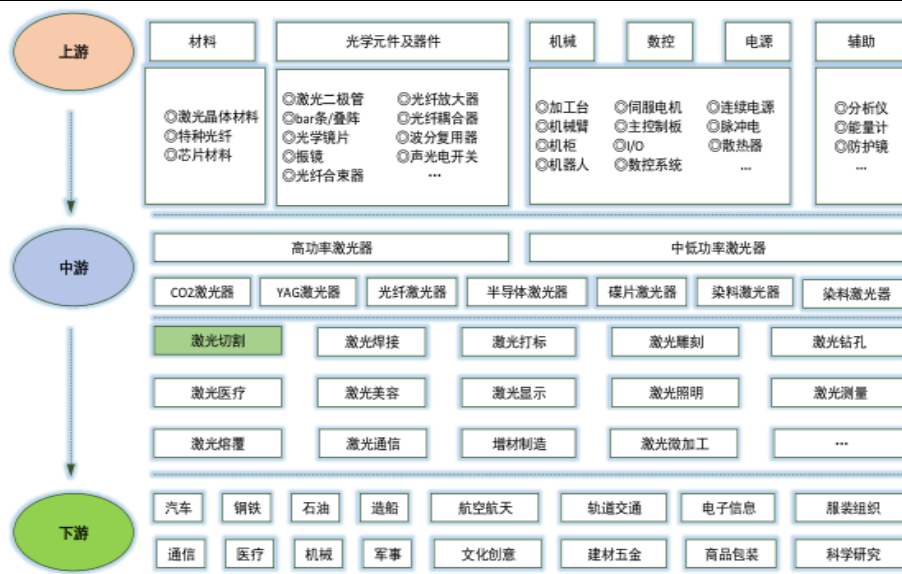 上游
材料 光学元件及器件 机械 数控 电源 辅助
◎激光晶体材料
◎特种光纤
◎芯片材料
◎激光二极管 ◎光纤放大器
◎bar条/叠阵 ◎光纤耦合器
◎光学镜片 ◎波分复用器
◎振镜 ◎声光电开关
◎光纤合束器 ...
◎加工台 ◎伺服电机 ◎连续电源
◎机械臂 ◎主控制板 ◎脉冲电
◎机柜 ◎I/O ◎散热器
◎机器人 ◎数控系统 ...
◎分析仪
◎能量计
◎防护镜
...
中游
高功率激光器 中低功率激光器
CO2激光器 YAG激光器 光纤激光器 半导体激光器 碟片激光器 染料激光器 染料激光器
激光切割 激光焊接 激光打标 激光雕刻 激光钻孔
激光医疗 激光美容 激光显示 激光照明 激光测量
激光熔覆 激光通信 增材制造 激光微加工 ...
下游
汽车 钢铁 石油 造船 航空航天 轨道交通 电子信息 服装组织
通信 医疗 机械 军事 文化创意 建材五金 商品包装 科学研究